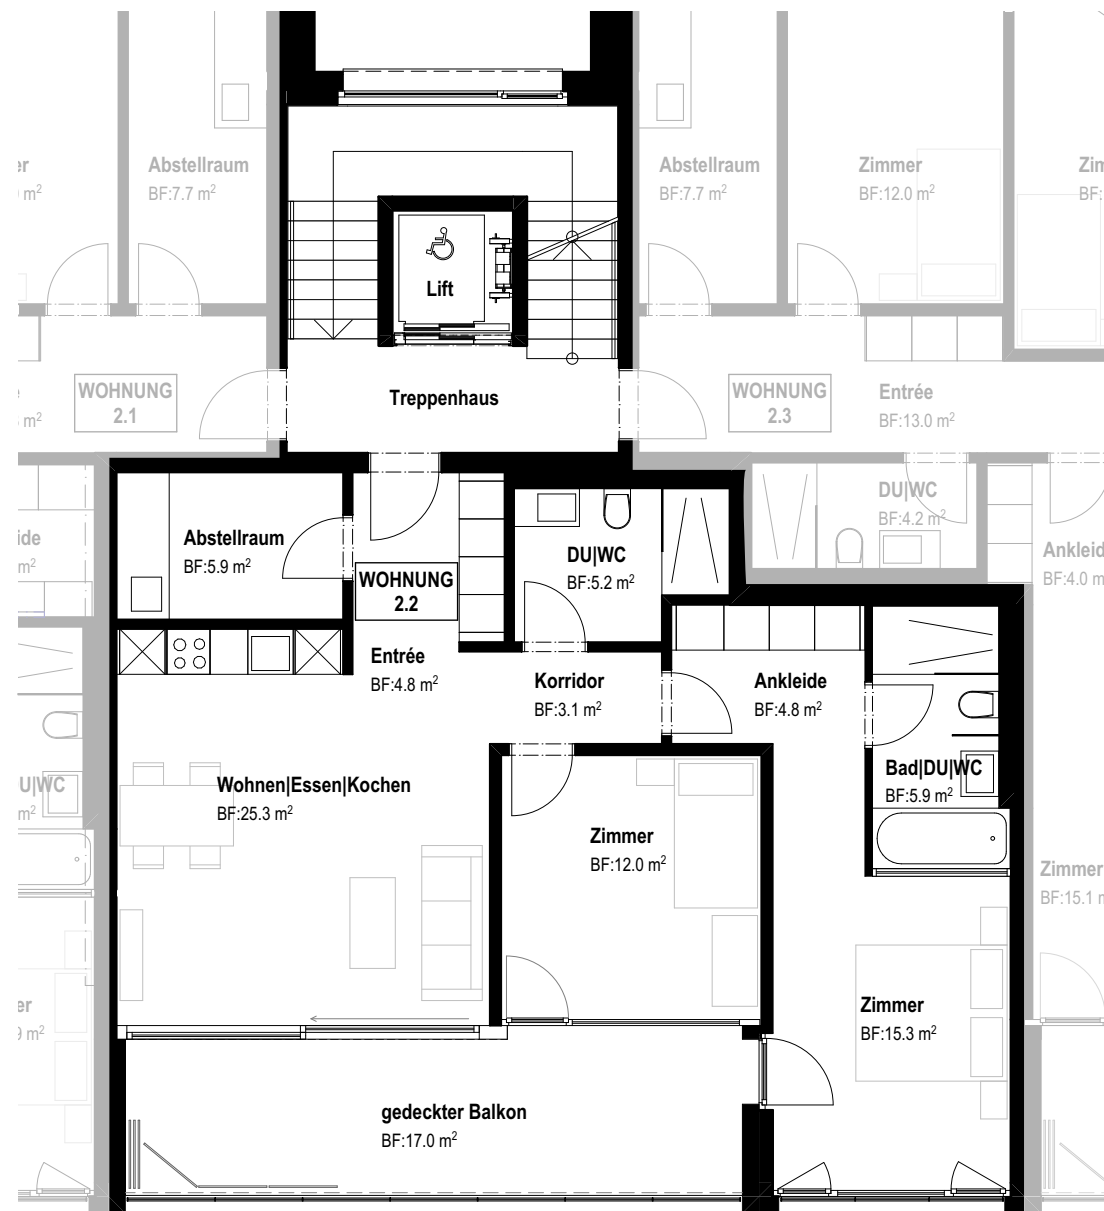 Abstellraum
BF:7.7 m²
Abstellraum
BF:7.7 m²
Zimmer
BF:12.0 m²
Lift
WOHNUNG
2.1
Treppenhaus
WOHNUNG
2.3
Entrée
BF:13.0 m²
Abstellraum
BF:5.9 m²
WOHNUNG
2.2
DU|WC
BF:5.2 m²
DU|WC
BF:4.2 m²
Ankleid
BF:4.0 m
Entrée
BF:4.8 m²
Korridor
BF:3.1 m²
Ankleide
BF:4.8 m²
Wohnen|Essen|Kochen
BF:25.3 m²
Bad|DU|WC
BF:5.9 m²
Zimmer
BF:12.0 m²
Zimmer
BF:15.1 m
Zimmer
BF:15.3 m²
gedeckter Balkon
BF:17.0 m²